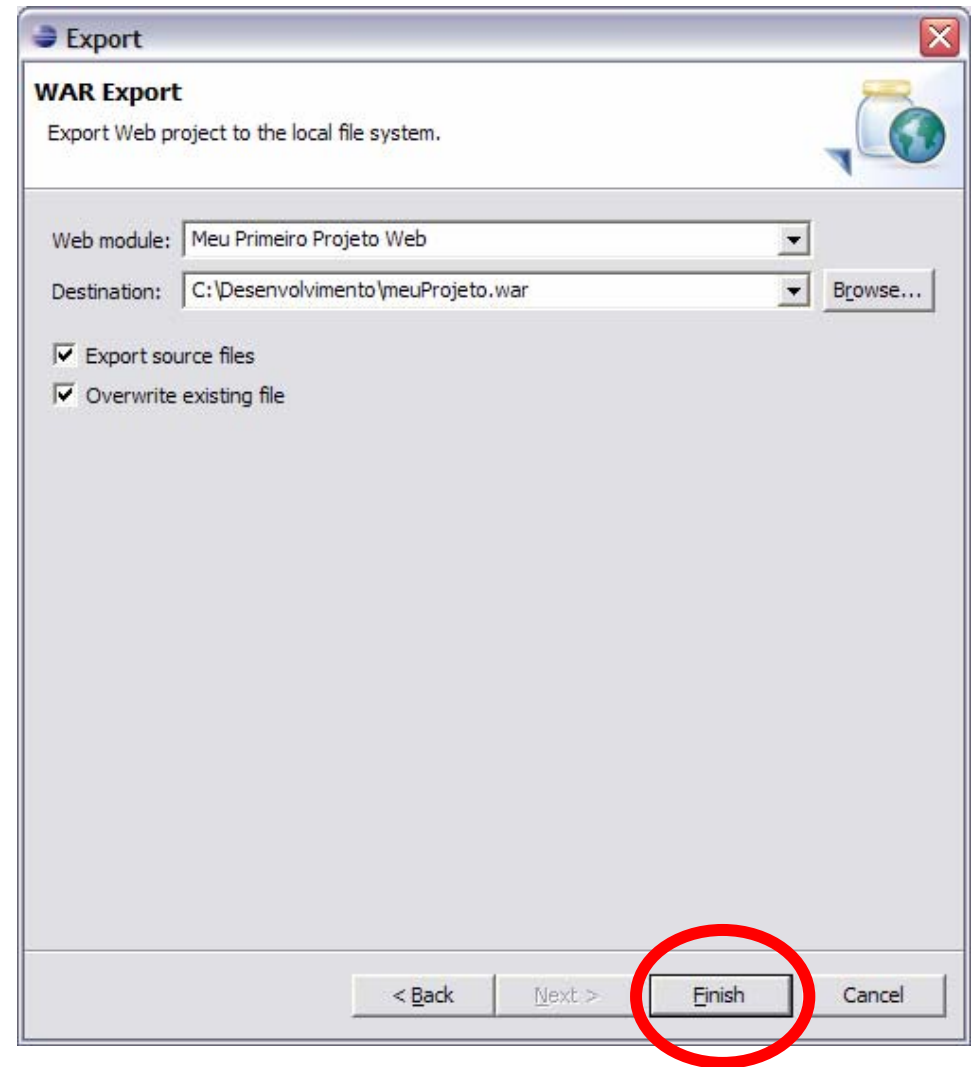 Export
WAR Export
Export Web project to the local file system.
Web module: Meu Primeiro Projeto Web
Destination: C:\Desenvolvimento\meuProjeto.war Browse...
Export source files
Overwrite existing file
< Back Next > Finish Cancel